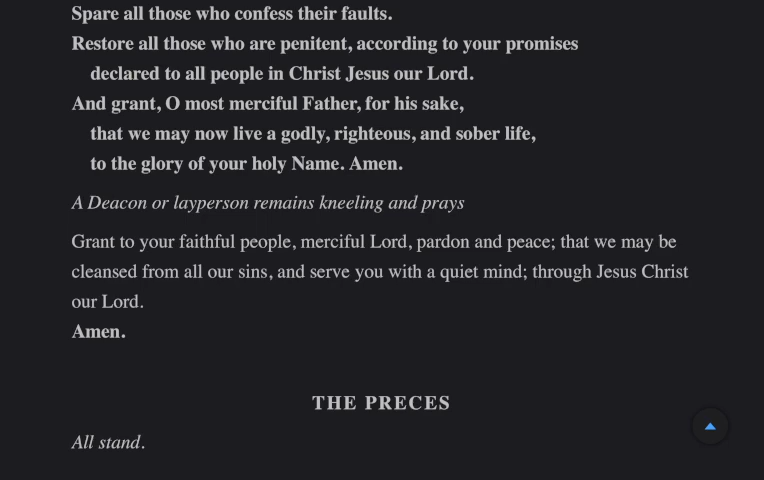 Spare all those who confess their faults.
Restore all those who are penitent, according to your promises
declared to all people in Christ Jesus our Lord.
And grant, O most merciful Father, for his sake,
that we may now live a godly, righteous, and sober life,
to the glory of your holy Name. Amen.
A Deacon or layperson remains kneeling and prays
Grant to your faithful people, merciful Lord, pardon and peace; that we may be
cleansed from all our sins, and serve you with a quiet mind; through Jesus Christ
our Lord.
Amen.
THE PRECES
All stand.